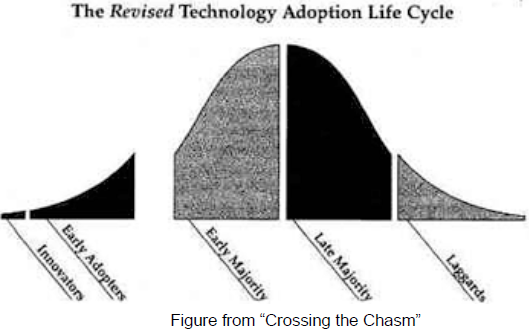 The Revised Technology Adoption Life Cycle
Innovators
Early Adopters
Early Majority
Late Majority
Laggards
Figure from “Crossing the Chasm”